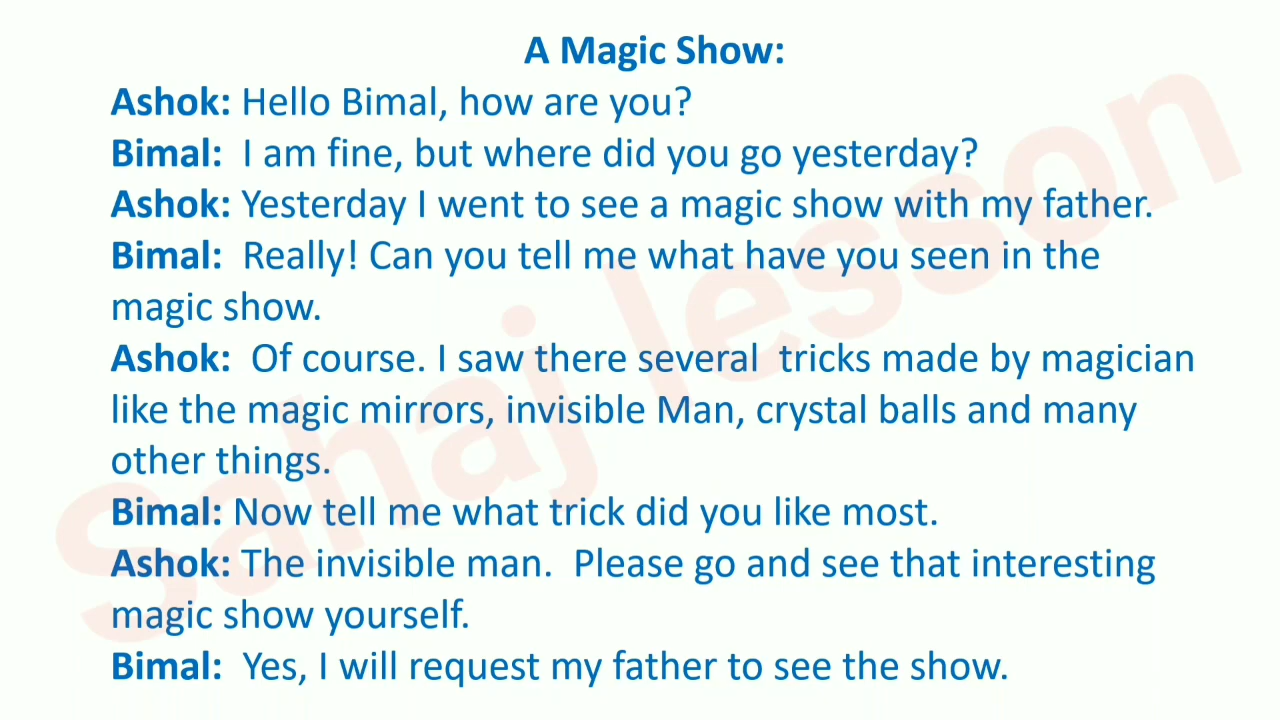 A Magic Show:
Ashok: Hello Bimal, how are you?
Bimal: I am fine, but where did you go yesterday?
Ashok: Yesterday I went to see a magic show with my father.
Bimal: Really! Can you tell me what have you seen in the
magic show.
Ashok: Of course. I saw there several tricks made by magician
like the magic mirrors, invisible Man, crystal balls and many
other things.
Bimal: Now tell me what trick did you like most.
Ashok: The invisible man. Please go and see that interesting
magic show yourself.
Bimal: Yes, I will request my father to see the show.
Sahaj lesson